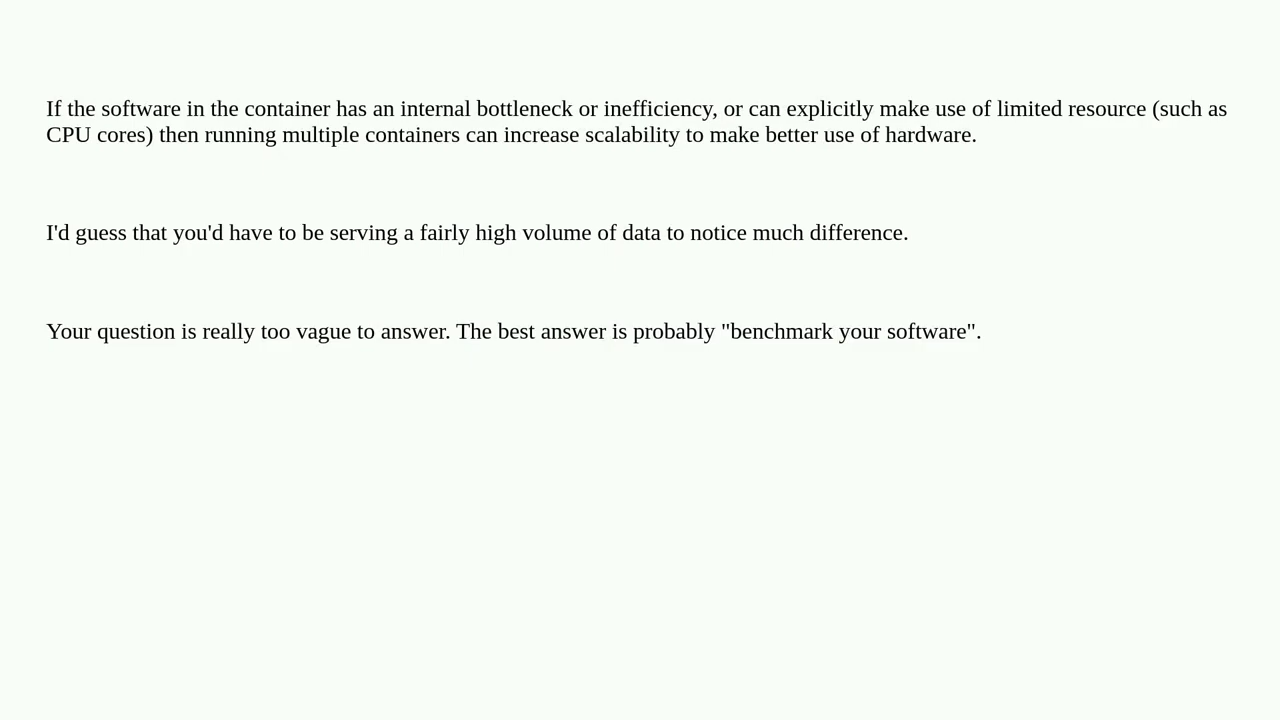 If the software in the container has an internal bottleneck or inefficiency, or can explicitly make use of limited resource (such as
CPU cores) then running multiple containers can increase scalability to make better use of hardware.
I'd guess that you'd have to be serving a fairly high volume of data to notice much difference.
Your question is really too vague to answer. The best answer is probably "benchmark your software".